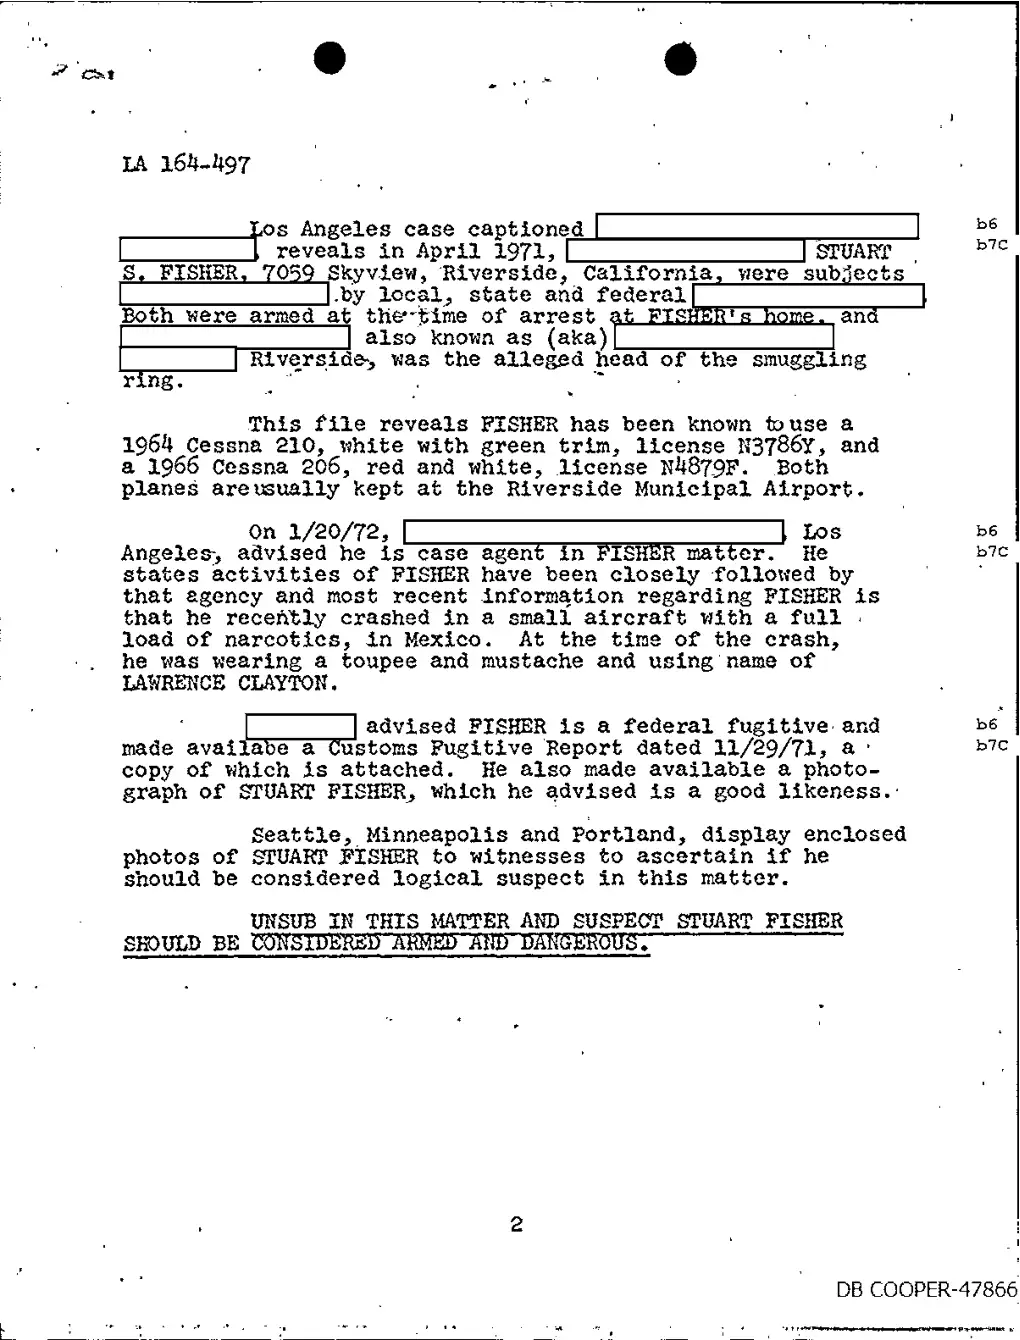 LA 164-497
Los Angeles case captioned
b6
reveals in April 1971, STUART
b7C
S. FISHER, 7059 Skyview, Riverside, California, were subjects
by local, state and federal
Both were armed at the time of arrest at FISHER's home, and
also known as (aka)
Riverside, was the alleged head of the smuggling
ring.
This file reveals FISHER has been known to use a
1964 Cessna 210, white with green trim, license N3786Y, and
a 1966 Cessna 206, red and white, license N4879F. Both
planes are usually kept at the Riverside Municipal Airport.
On 1/20/72, Los
b6
Angeles, advised he is case agent in FISHER matter. He
b7C
states activities of FISHER have been closely followed by
that agency and most recent information regarding FISHER is
that he recently crashed in a small aircraft with a full
load of narcotics, in Mexico. At the time of the crash,
he was wearing a toupee and mustache and using name of
LAWRENCE CLAYTON.
advised FISHER is a federal fugitive and
b6
made availabe a Customs Fugitive Report dated 11/29/71, a
b7C
copy of which is attached. He also made available a photo-
graph of STUART FISHER, which he advised is a good likeness.
Seattle, Minneapolis and Portland, display enclosed
photos of STUART FISHER to witnesses to ascertain if he
should be considered logical suspect in this matter.
UNSUB IN THIS MATTER AND SUSPECT STUART FISHER
SHOULD BE CONSIDERED ARMED AND DANGEROUS.
2
DB COOPER-47866